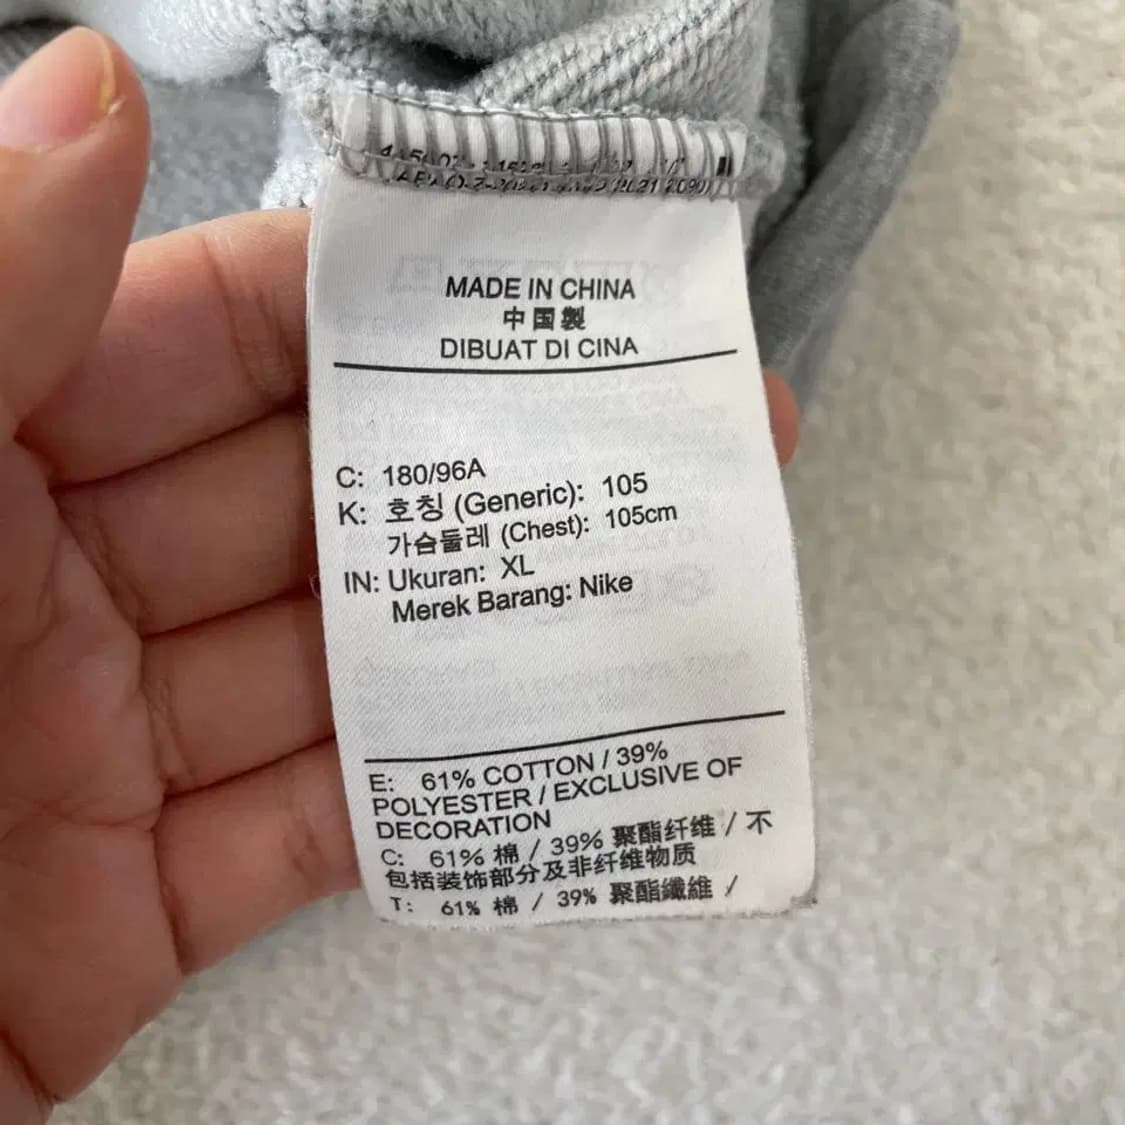 MADE IN CHINA
中国製
DIBUAT DI CINA
C: 180/96A
K: 호칭 (Generic): 105
가슴둘레 (Chest): 105cm
IN: Ukuran: XL
Merek Barang: Nike
E: 61% COTTON / 39%
POLYESTER / EXCLUSIVE OF
DECORATION
C: 61% 棉 / 39% 聚酯纤维 / 不
包括装饰部分及非纤维物质
T: 61% 棉 / 39% 聚酯纖維 /